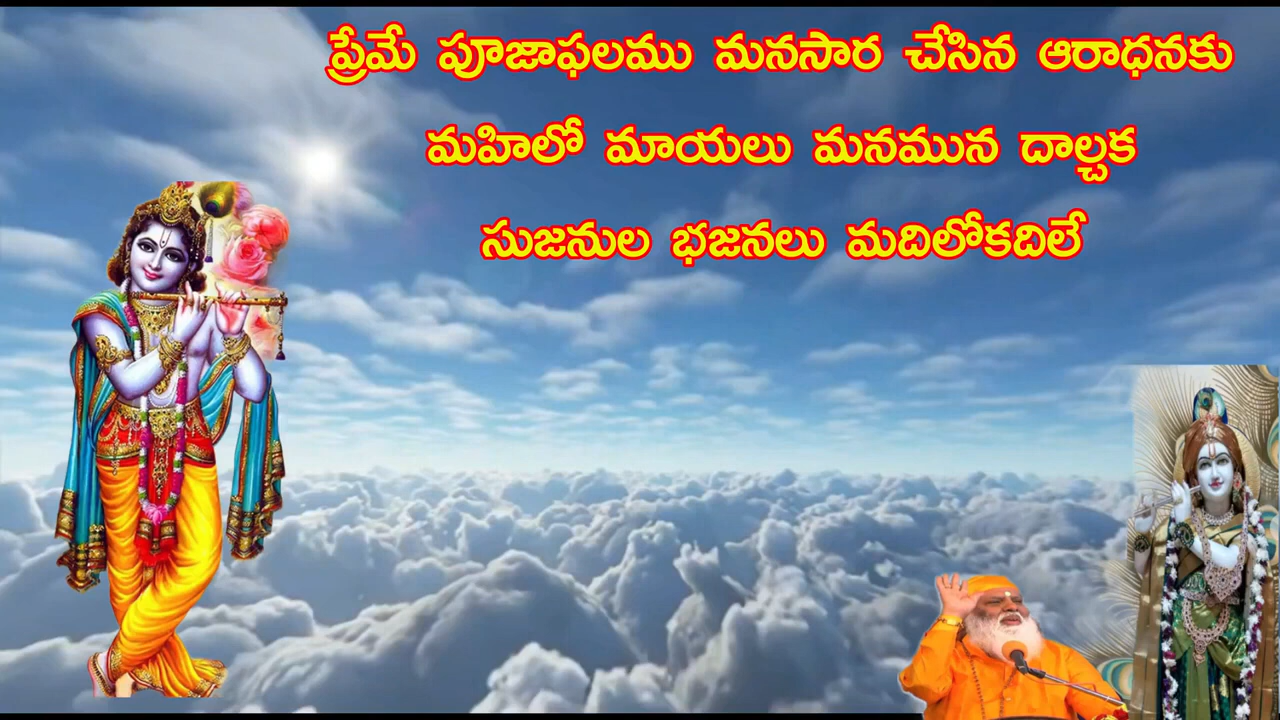 ప్రేమే పూజాఫలము మనసార చేసిన ఆరాధనకు
మహిలో మాయలు మనమున దాల్చక
సుజనుల భజనలు మదిలోకదిలే